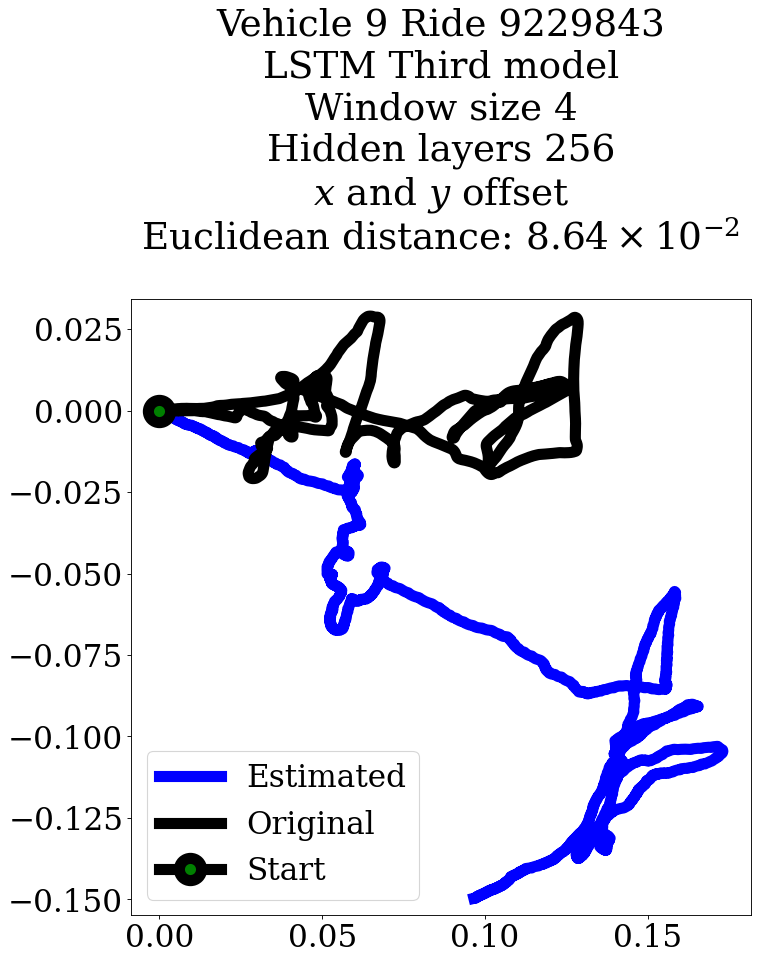 Vehicle 9 Ride 9229843
LSTM Third model
Window size 4
Hidden layers 256
x and y offset
Euclidean distance: 8.64 × 10⁻²
0.025
0.000
−0.025
−0.050
−0.075
−0.100
−0.125
−0.150
Estimated
Original
Start
0.00 0.05 0.10 0.15